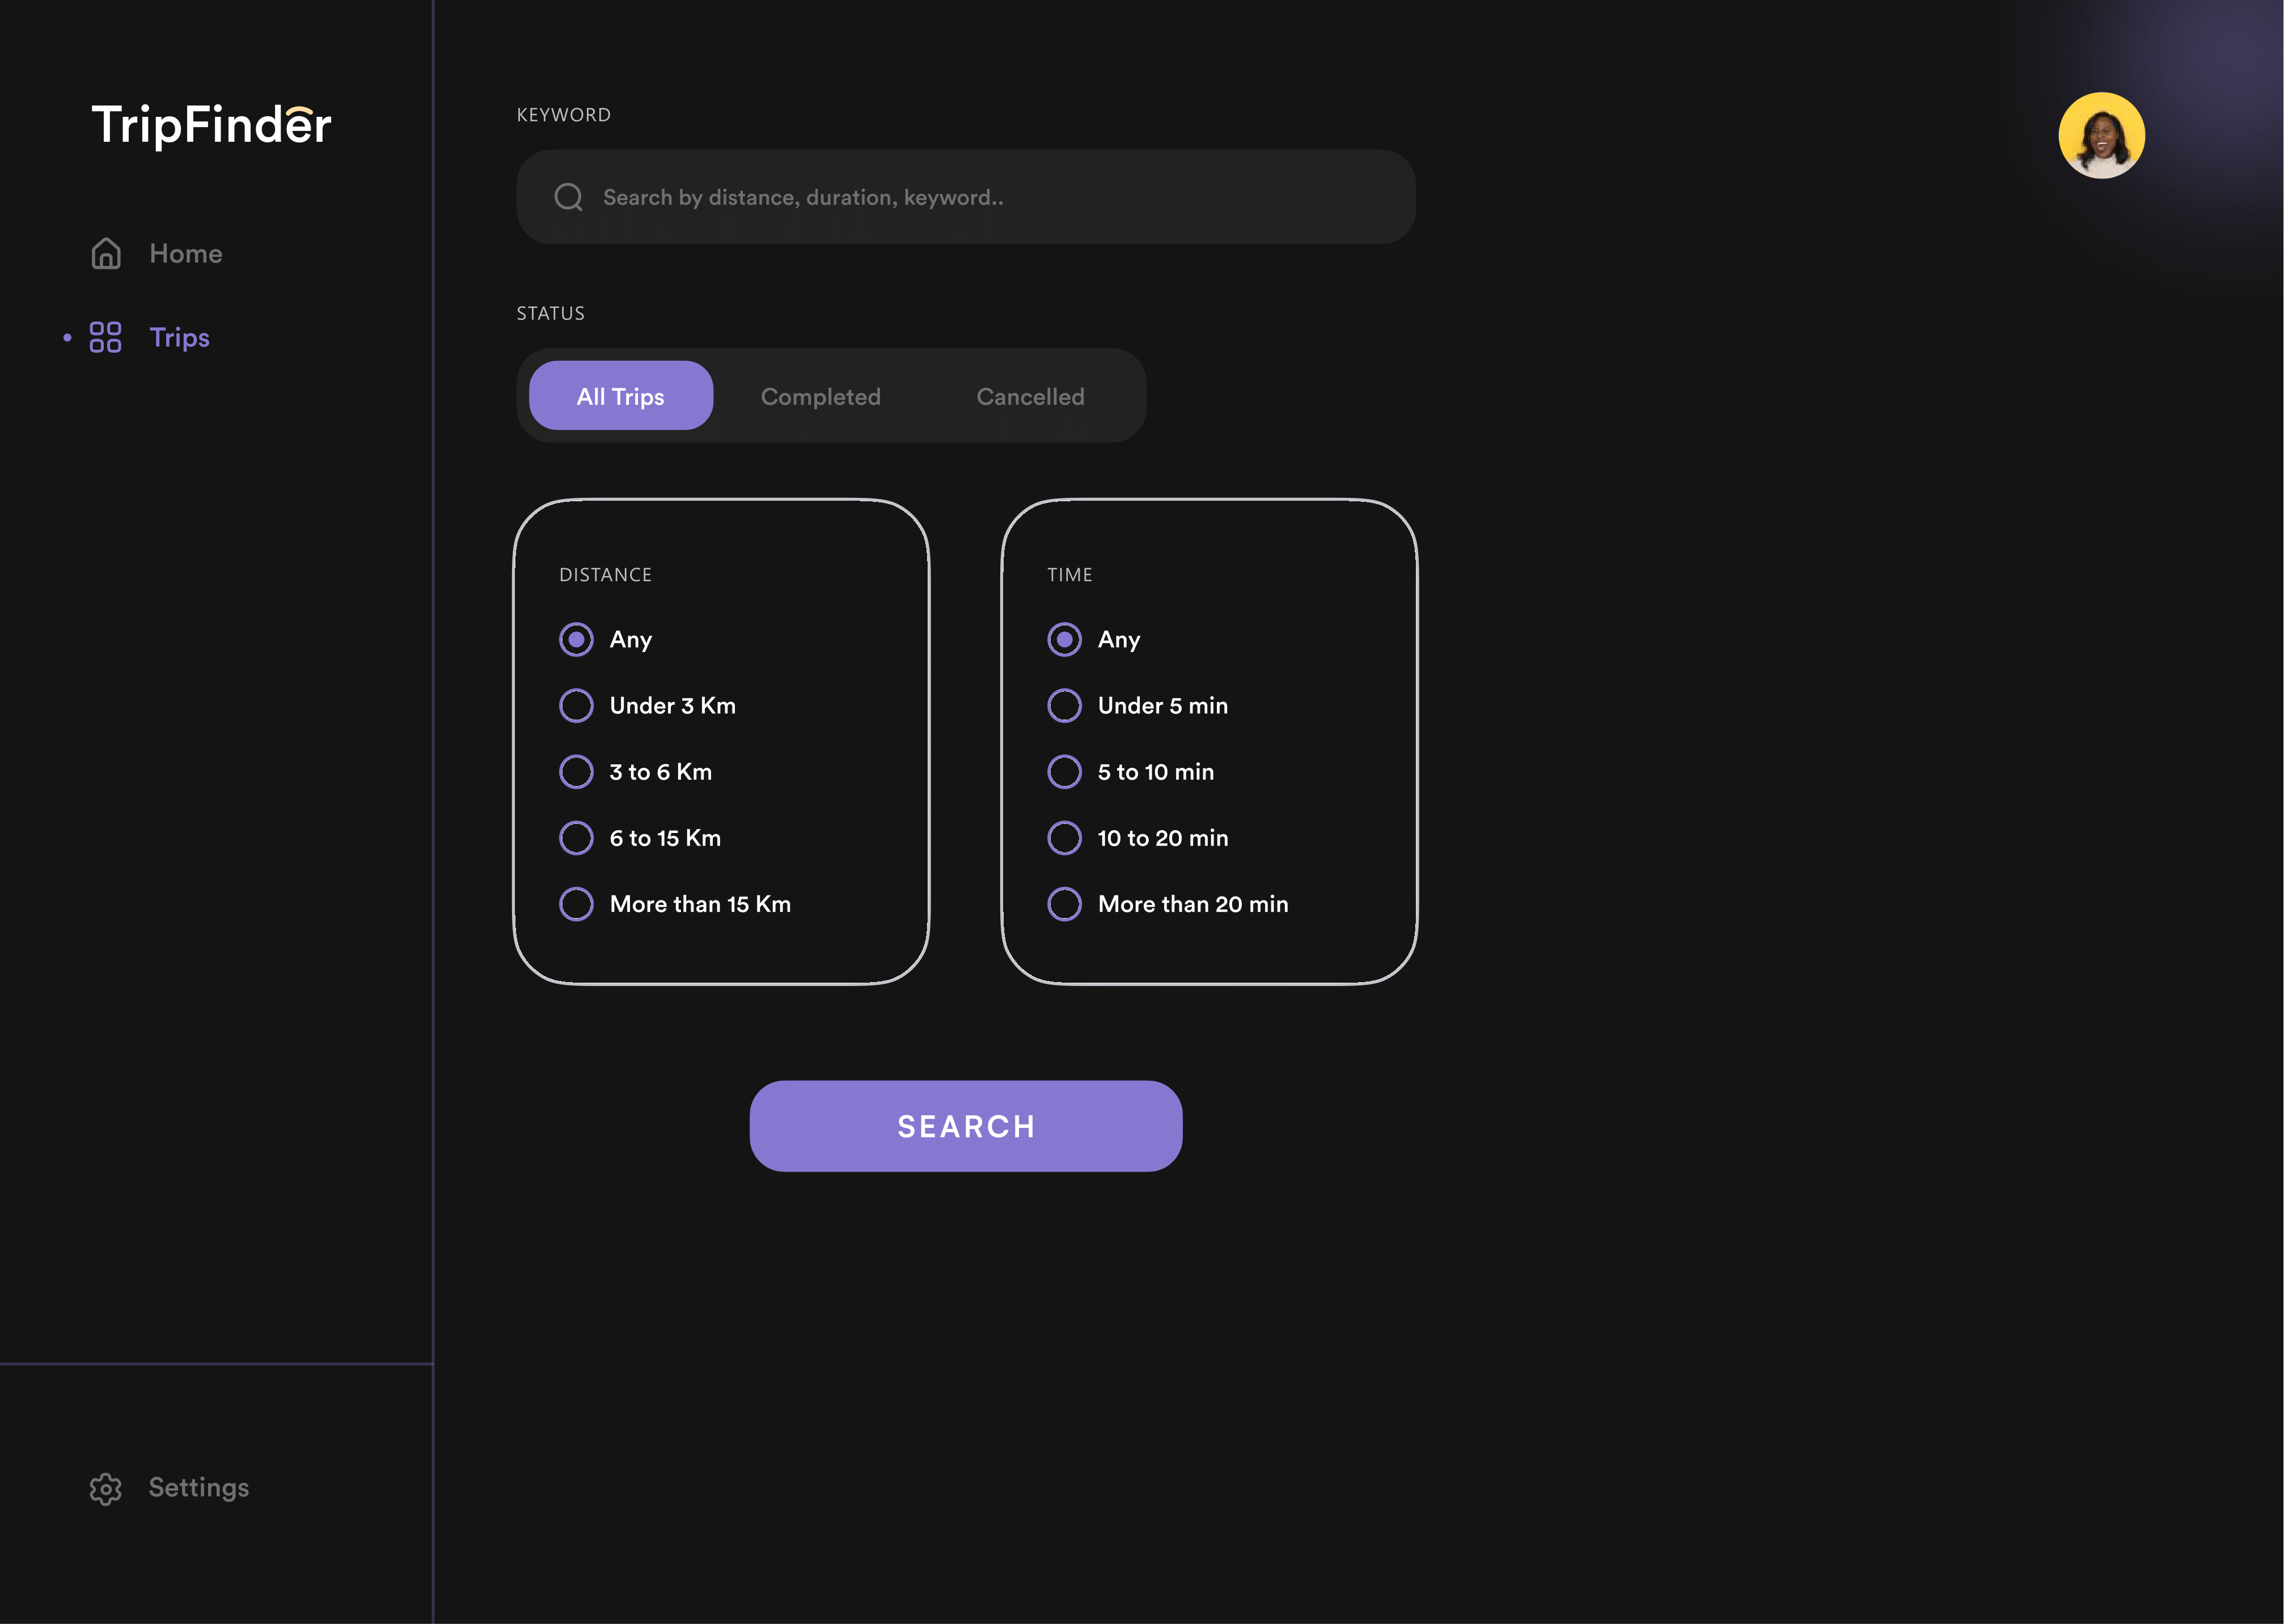 TripFinder
Home
Trips
Settings
KEYWORD
Search by distance, duration, keyword..
STATUS
All Trips Completed Cancelled
DISTANCE
Any
Under 3 Km
3 to 6 Km
6 to 15 Km
More than 15 Km
TIME
Any
Under 5 min
5 to 10 min
10 to 20 min
More than 20 min
SEARCH